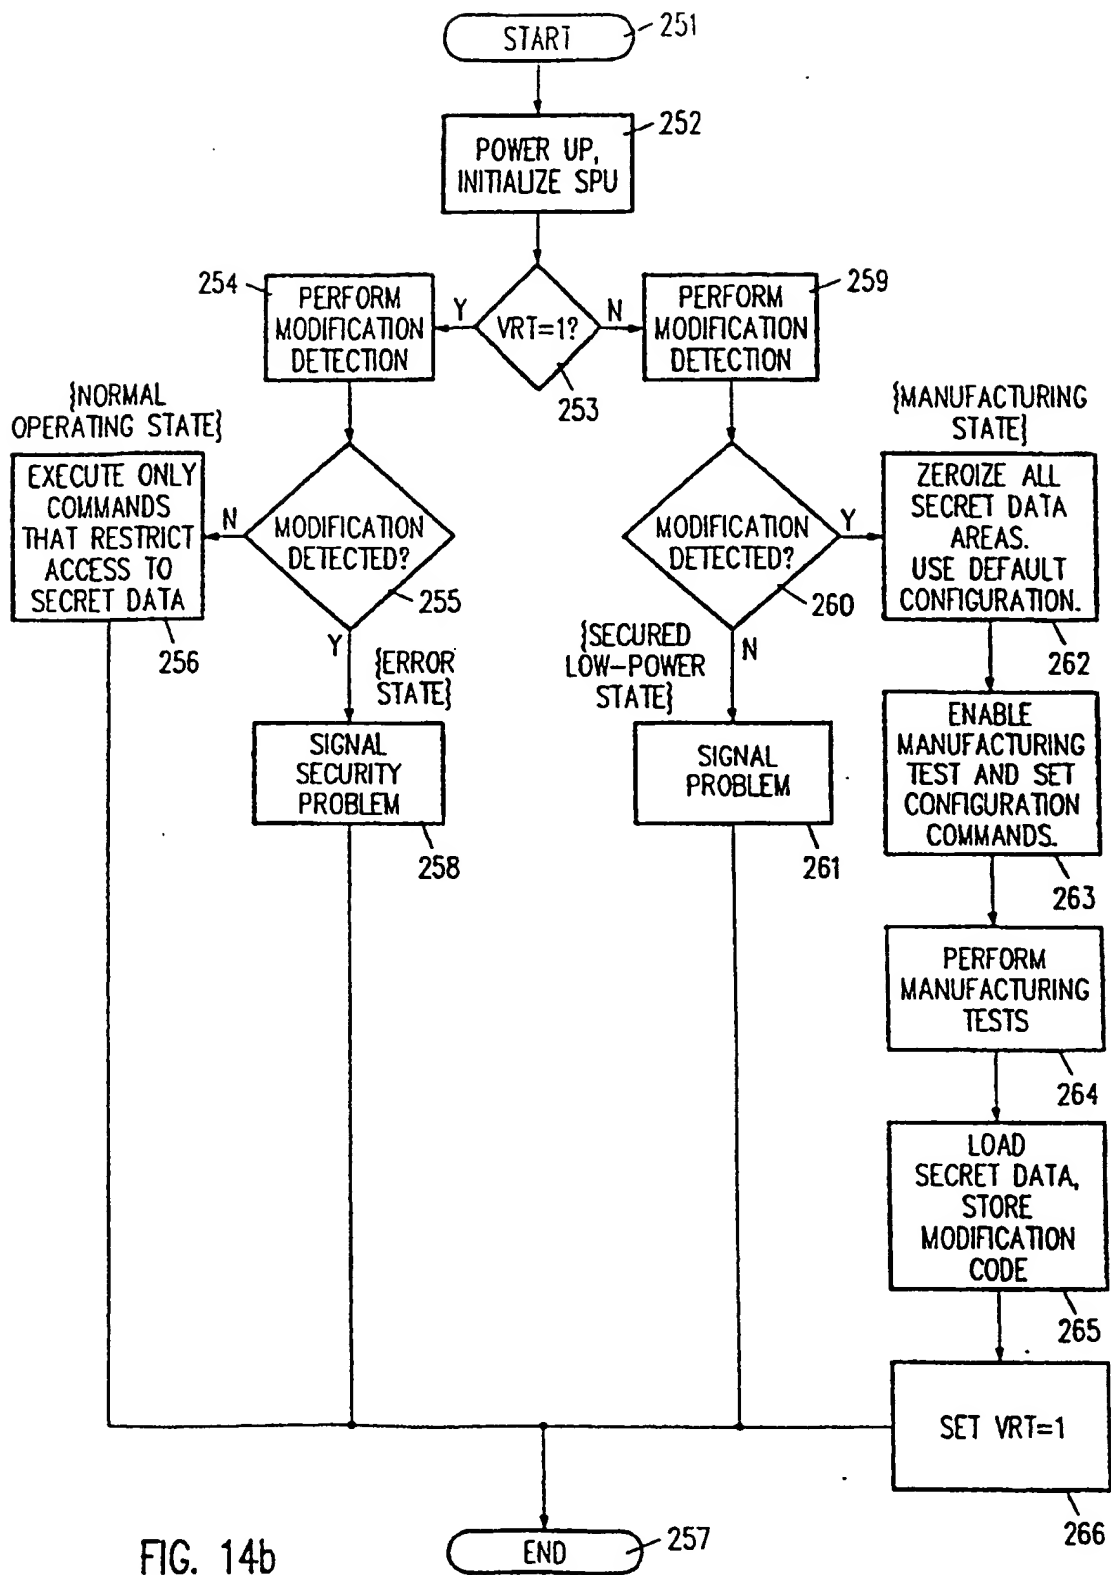 START
251
POWER UP,
INITIALIZE SPU
252
VRT=1?
253
Y
N
254
PERFORM
MODIFICATION
DETECTION
PERFORM
MODIFICATION
DETECTION
259
{NORMAL
OPERATING STATE}
EXECUTE ONLY
COMMANDS
THAT RESTRICT
ACCESS TO
SECRET DATA
256
N
MODIFICATION
DETECTED?
255
Y
{ERROR
STATE}
SIGNAL
SECURITY
PROBLEM
258
MODIFICATION
DETECTED?
260
Y
N
{SECURED
LOW-POWER
STATE}
SIGNAL
PROBLEM
261
{MANUFACTURING
STATE}
ZEROIZE ALL
SECRET DATA
AREAS.
USE DEFAULT
CONFIGURATION.
262
ENABLE
MANUFACTURING
TEST AND SET
CONFIGURATION
COMMANDS.
263
PERFORM
MANUFACTURING
TESTS
264
LOAD
SECRET DATA,
STORE
MODIFICATION
CODE
265
SET VRT=1
266
END
257
FIG. 14b